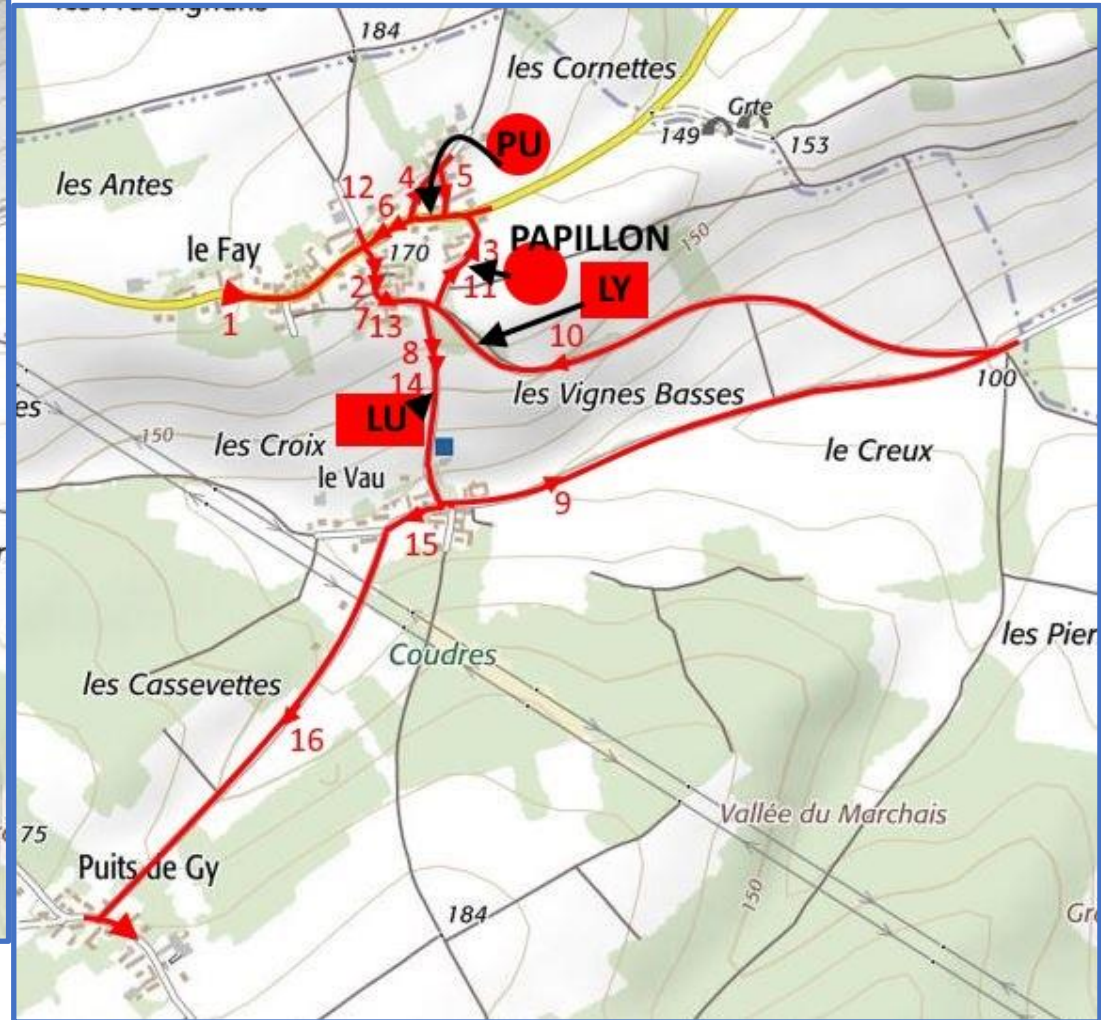 184
les Cornettes
Grte
149
153
PU
les Antes
12
4
5
6
le Fay
170
PAPILLON
150
3
11
LY
1
2
7
13
10
8
14
les Vignes Basses
100
LU
150
les Croix
le Creux
le Vau
9
15
Coudres
les Pier
les Cassevettes
16
Vallée du Marchais
75
Puits de Gy
150
184
Gr